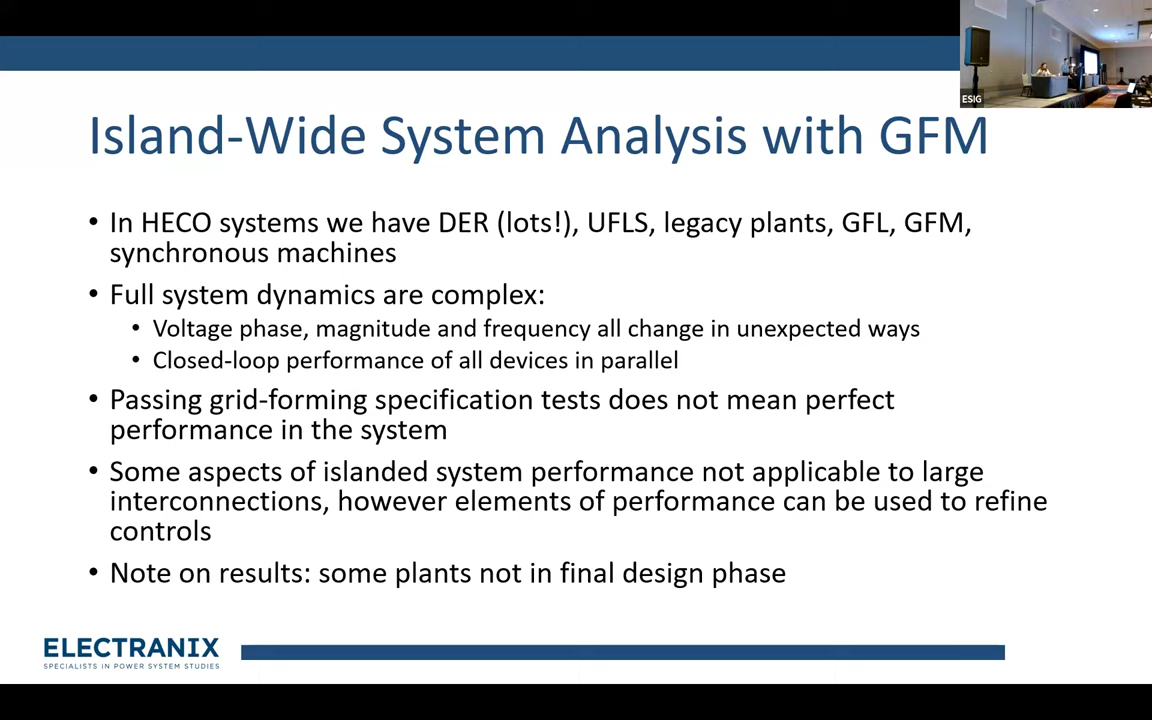 ESIG
Island-Wide System Analysis with GFM
• In HECO systems we have DER (lots!), UFLS, legacy plants, GFL, GFM,
synchronous machines
• Full system dynamics are complex:
• Voltage phase, magnitude and frequency all change in unexpected ways
• Closed-loop performance of all devices in parallel
• Passing grid-forming specification tests does not mean perfect
performance in the system
• Some aspects of islanded system performance not applicable to large
interconnections, however elements of performance can be used to refine
controls
• Note on results: some plants not in final design phase
ELECTRANIX
SPECIALISTS IN POWER SYSTEM STUDIES